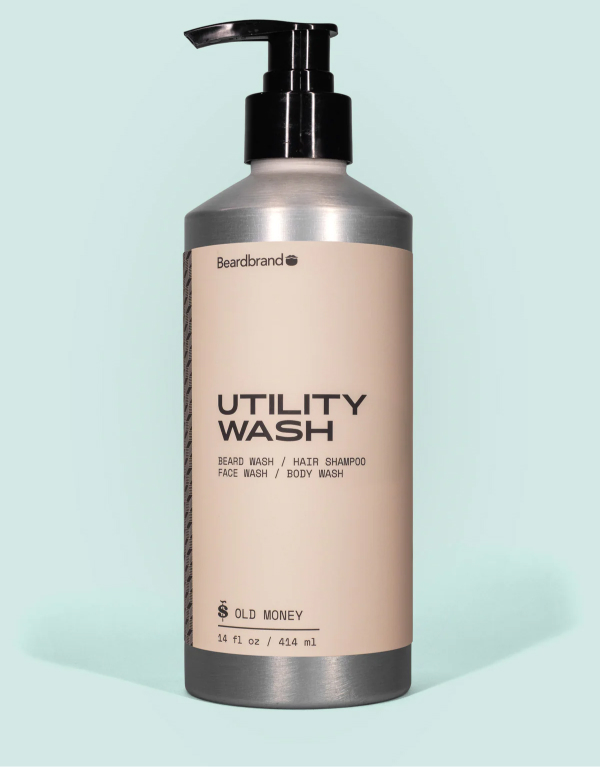 Beardbrand
UTILITY
WASH
BEARD WASH / HAIR SHAMPOO
FACE WASH / BODY WASH
OLD MONEY
14 fl oz / 414 ml